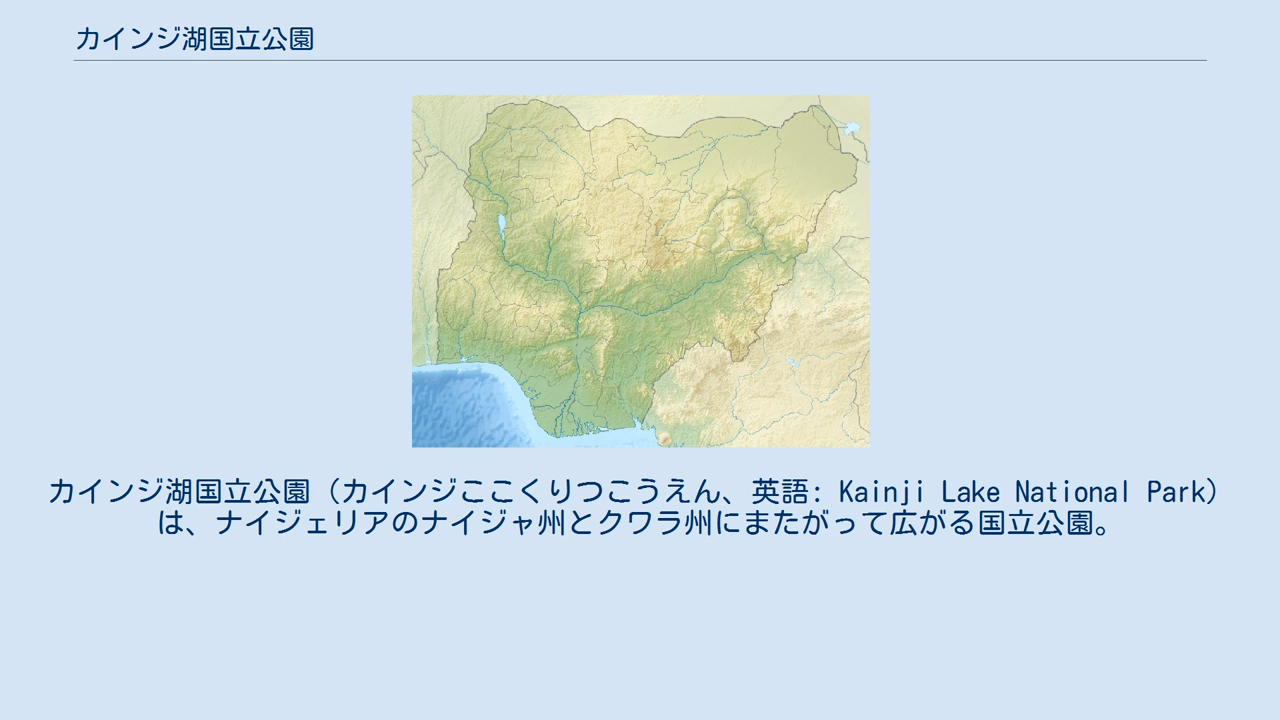 カインジ湖国立公園
カインジ湖国立公園（カインジここくりつこうえん、英語: Kainji Lake National Park）
は、ナイジェリアのナイジャ州とクワラ州にまたがって広がる国立公園。